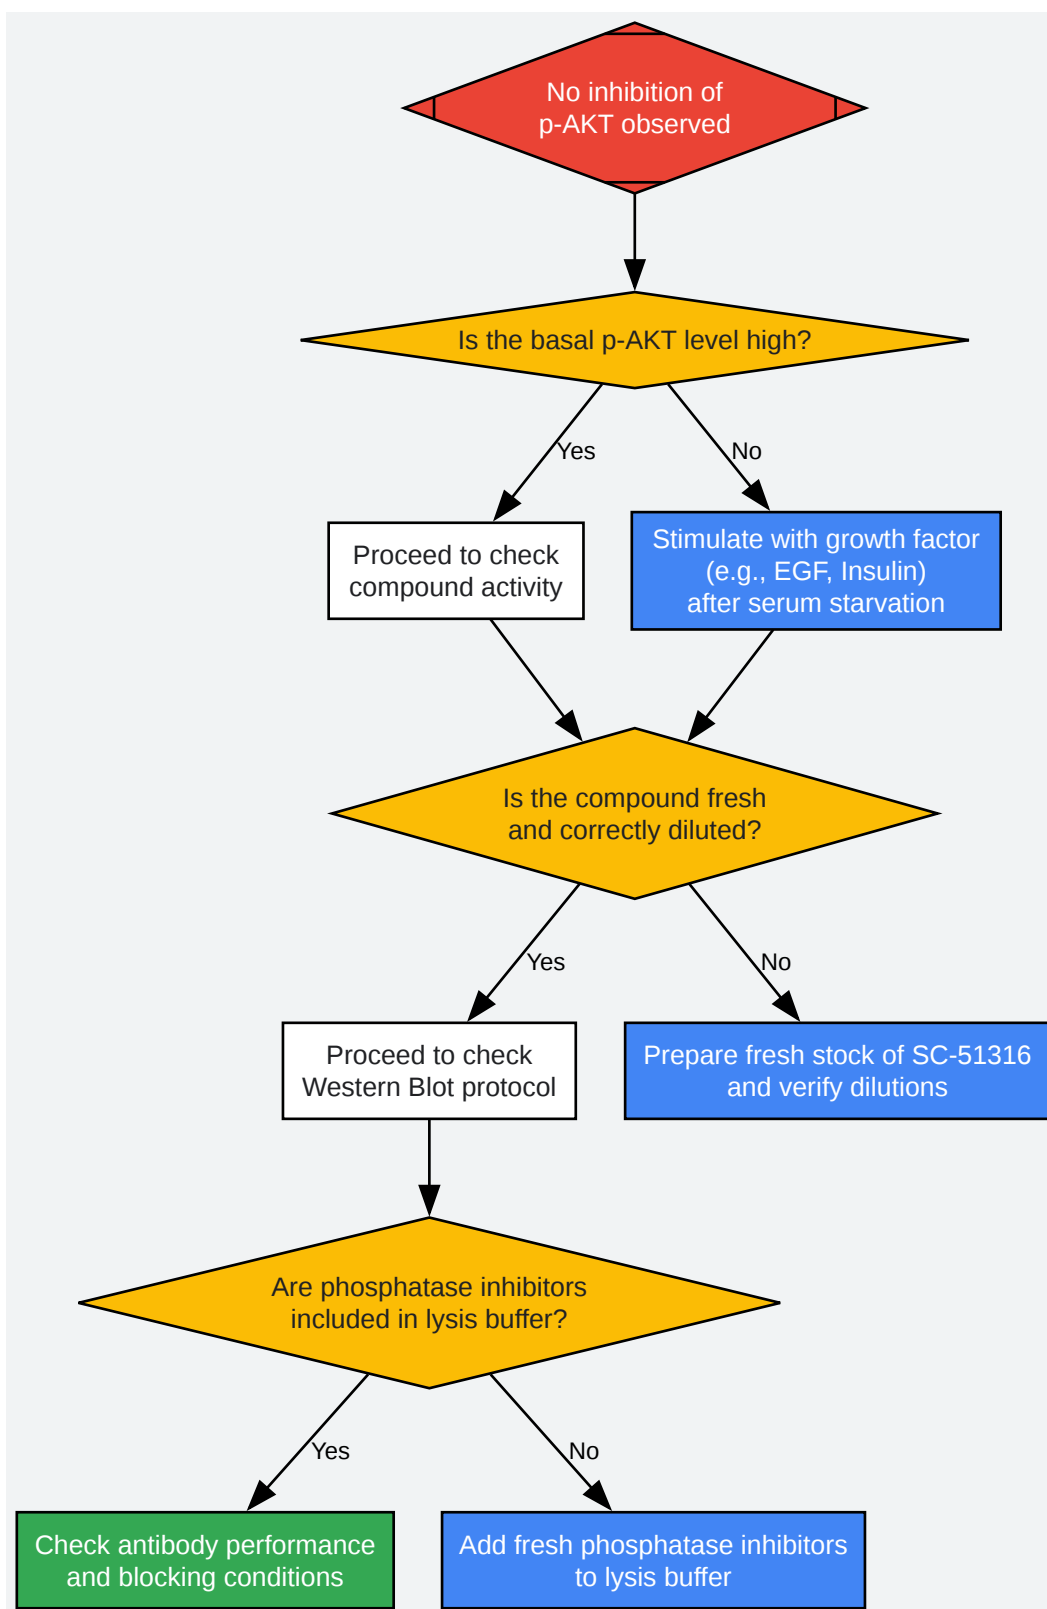 No inhibition of
p-AKT observed
Is the basal p-AKT level high?
Yes
No
Proceed to check
compound activity
Stimulate with growth factor
(e.g., EGF, Insulin)
after serum starvation
Is the compound fresh
and correctly diluted?
Yes
No
Proceed to check
Western Blot protocol
Prepare fresh stock of SC-51316
and verify dilutions
Are phosphatase inhibitors
included in lysis buffer?
Yes
No
Check antibody performance
and blocking conditions
Add fresh phosphatase inhibitors
to lysis buffer